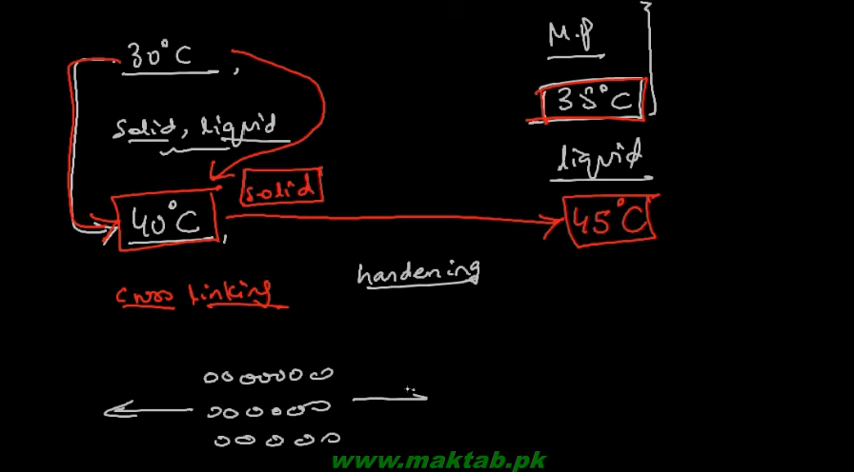 30°C,
M.P
35°C
solid, liquid
liquid
solid
40°C,
45°C
hardening
cross linking
www.maktab.pk